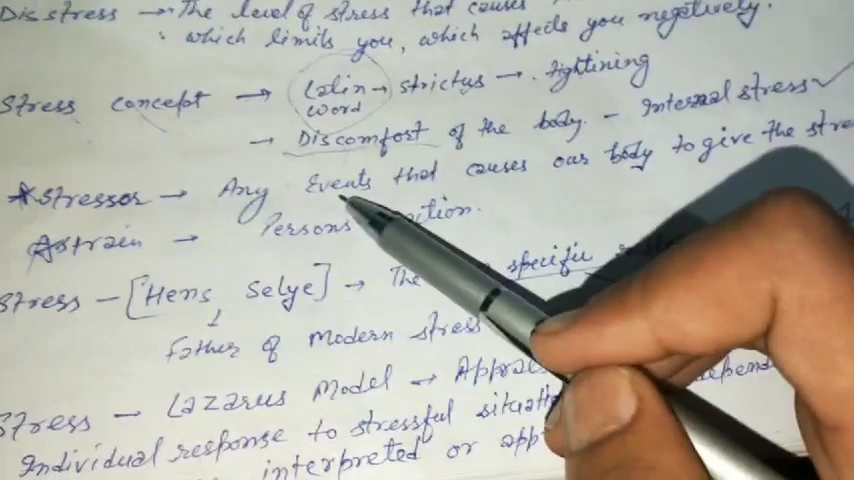 Disstress → The level of stress that causes
which limits you, which affects you negatively.
Stress concept → Latin word → strictus → tightining
→ Discomfort of the body. - Internal stress ✓
*Stressor → Any Events that causes our body to give the stre
*Strain → Persons
Stress - [Hens Selye] → The specific
↓
Father of Modern stress
Stress → Lazarus Model →
Individual response to stressful situati
interpreted or app